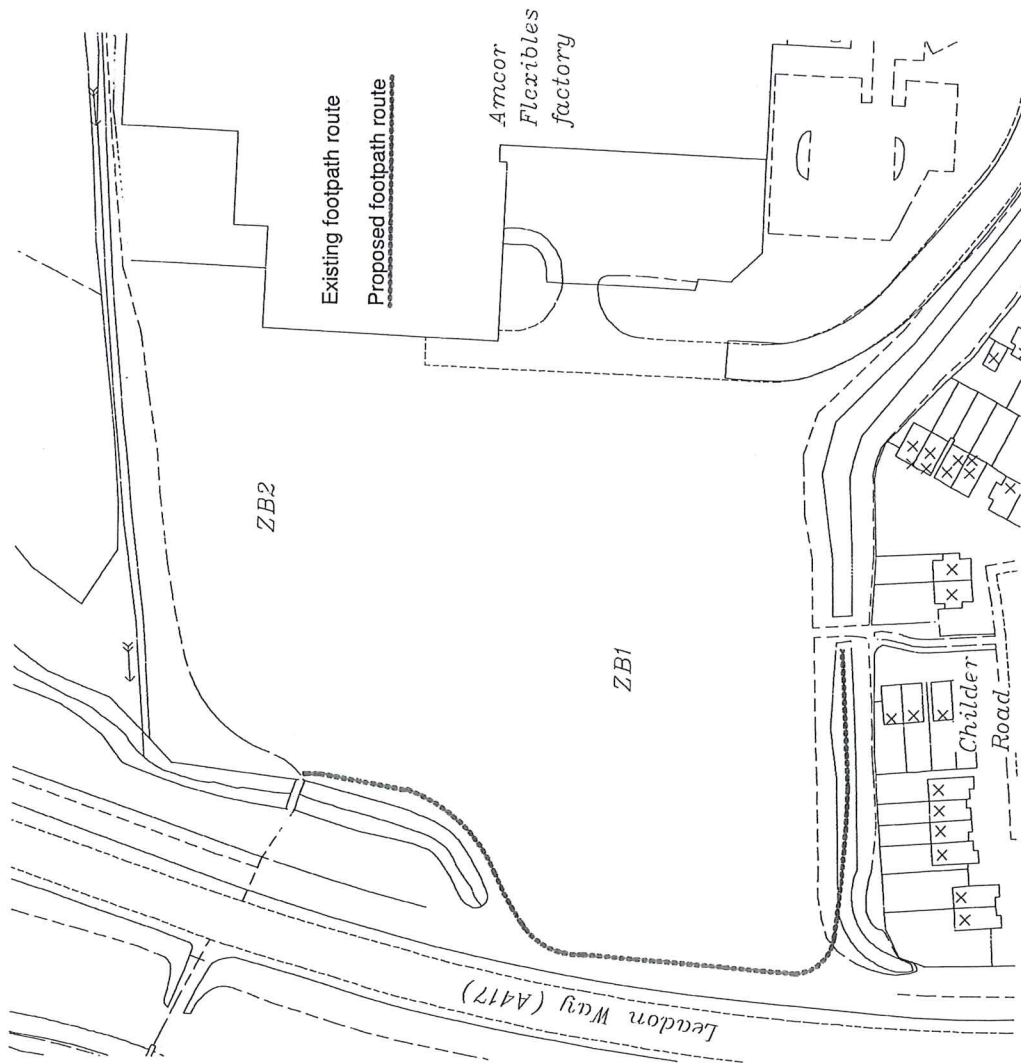 Existing footpath route
Proposed footpath route
Amcor
Flexibles
factory
ZB2
ZB1
Childer
Road
Leadon Way (A417)